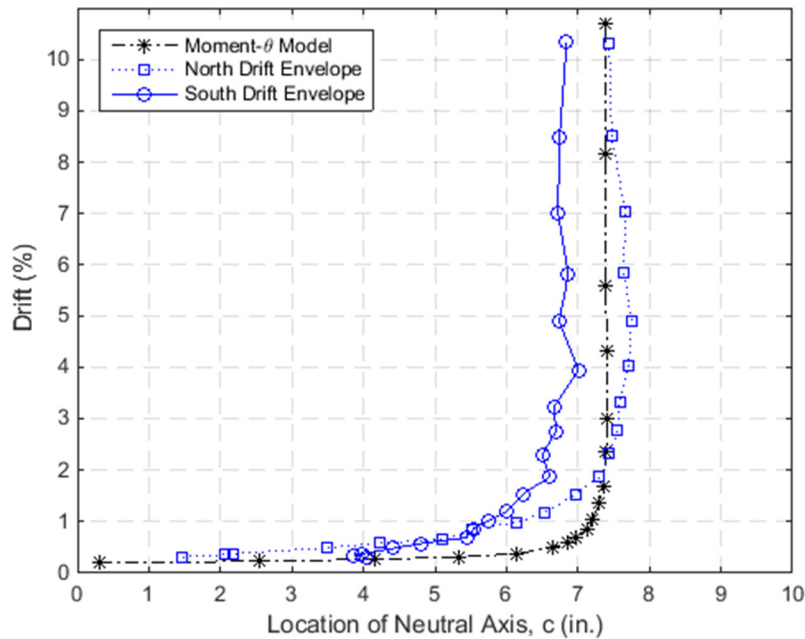 Moment-θ Model
North Drift Envelope
South Drift Envelope
10
9
8
7
6
5
4
3
2
1
0
Drift (%)
0 1 2 3 4 5 6 7 8 9 10
Location of Neutral Axis, c (in.)